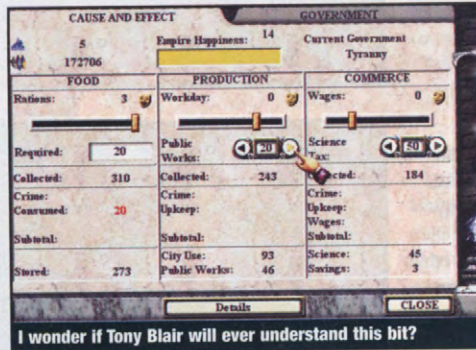 CAUSE AND EFFECT GOVERNMENT
5 Empire Happiness: 14 Current Government
172706 Tyranny
FOOD PRODUCTION COMMERCE
Rations: 3 Workday: 0 Wages: 0
Required: 20 Public Works: 20 Science Tax: 50
Collected: 310 Collected: 243 184
Crime: Crime: Crime:
Consumed: 20 Upkeep: Upkeep:
Wages:
Subtotal: Subtotal: Subtotal:
City Use: 93 Science: 45
Stored: 273 Public Works: 46 Savings: 3
Details CLOSE
I wonder if Tony Blair will ever understand this bit?